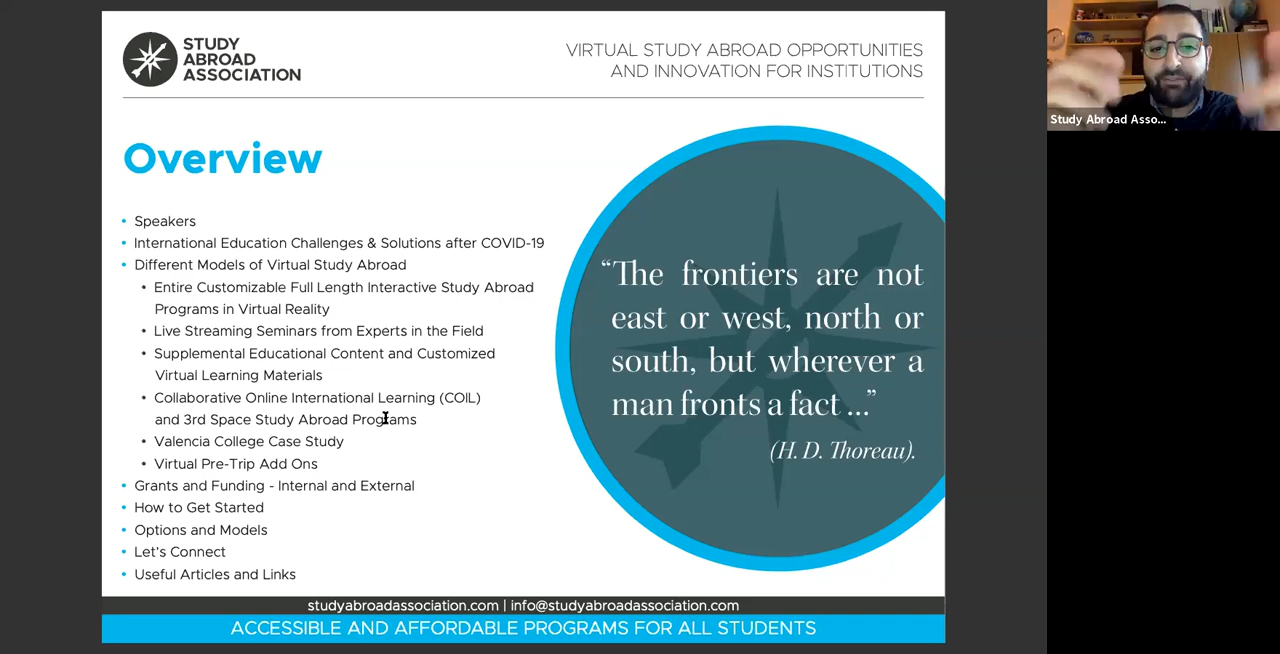 STUDY
ABROAD
ASSOCIATION
VIRTUAL STUDY ABROAD OPPORTUNITIES
AND INNOVATION FOR INSTITUTIONS
Overview
• Speakers
• International Education Challenges & Solutions after COVID-19
• Different Models of Virtual Study Abroad
• Entire Customizable Full Length Interactive Study Abroad
Programs in Virtual Reality
• Live Streaming Seminars from Experts in the Field
• Supplemental Educational Content and Customized
Virtual Learning Materials
• Collaborative Online International Learning (COIL)
and 3rd Space Study Abroad Programs
• Valencia College Case Study
• Virtual Pre-Trip Add Ons
• Grants and Funding - Internal and External
• How to Get Started
• Options and Models
• Let's Connect
• Useful Articles and Links
“The frontiers are not
east or west, north or
south, but wherever a
man fronts a fact ...”
(H. D. Thoreau).
studyabroadassociation.com | info@studyabroadassociation.com
ACCESSIBLE AND AFFORDABLE PROGRAMS FOR ALL STUDENTS
Study Abroad Asso...